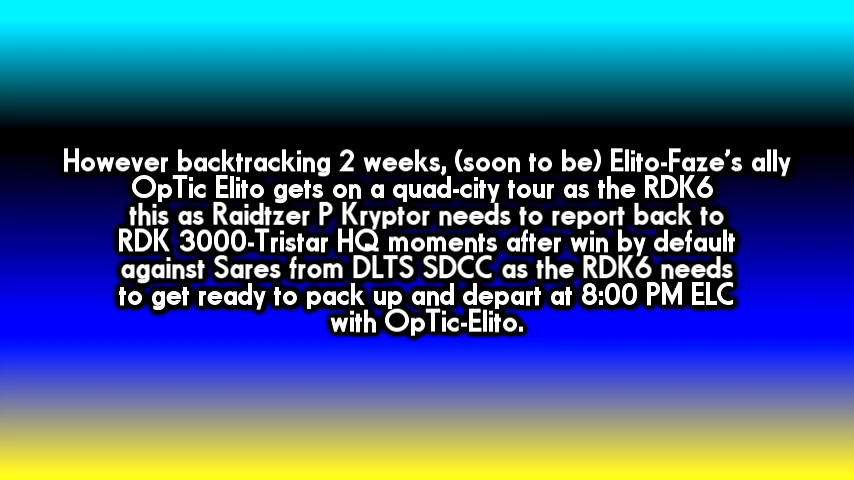 However backtracking 2 weeks, (soon to be) Elito-Faze's ally
OpTic Elito gets on a quad-city tour as the RDK6
this as Raidtzer P Kryptor needs to report back to
RDK 3000-Tristar HQ moments after win by default
against Sares from DLTS SDCC as the RDK6 needs
to get ready to pack up and depart at 8:00 PM ELC
with OpTic-Elito.